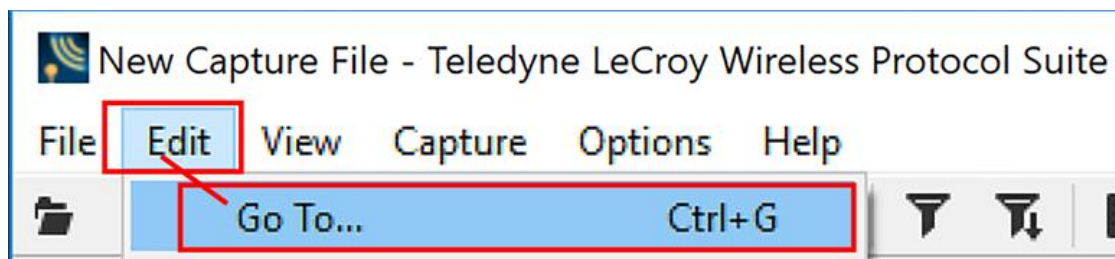 New Capture File - Teledyne LeCroy Wireless Protocol Suite
File Edit View Capture Options Help
Go To... Ctrl+G